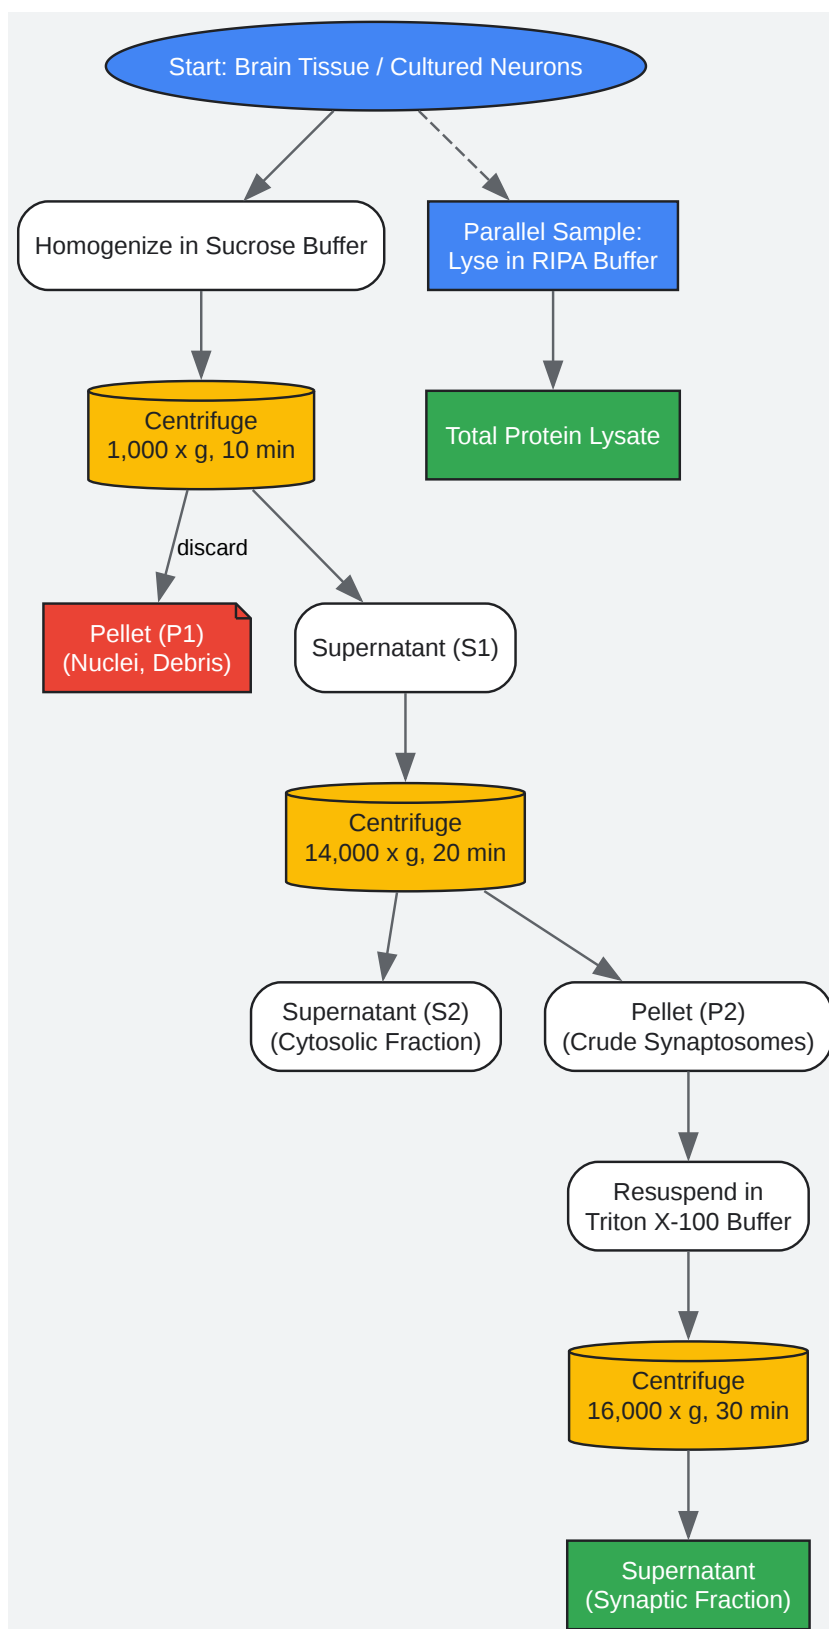 Start: Brain Tissue / Cultured Neurons
Homogenize in Sucrose Buffer
Parallel Sample:
Lyse in RIPA Buffer
Centrifuge
1,000 x g, 10 min
Total Protein Lysate
discard
Pellet (P1)
(Nuclei, Debris)
Supernatant (S1)
Centrifuge
14,000 x g, 20 min
Supernatant (S2)
(Cytosolic Fraction)
Pellet (P2)
(Crude Synaptosomes)
Resuspend in
Triton X-100 Buffer
Centrifuge
16,000 x g, 30 min
Supernatant
(Synaptic Fraction)